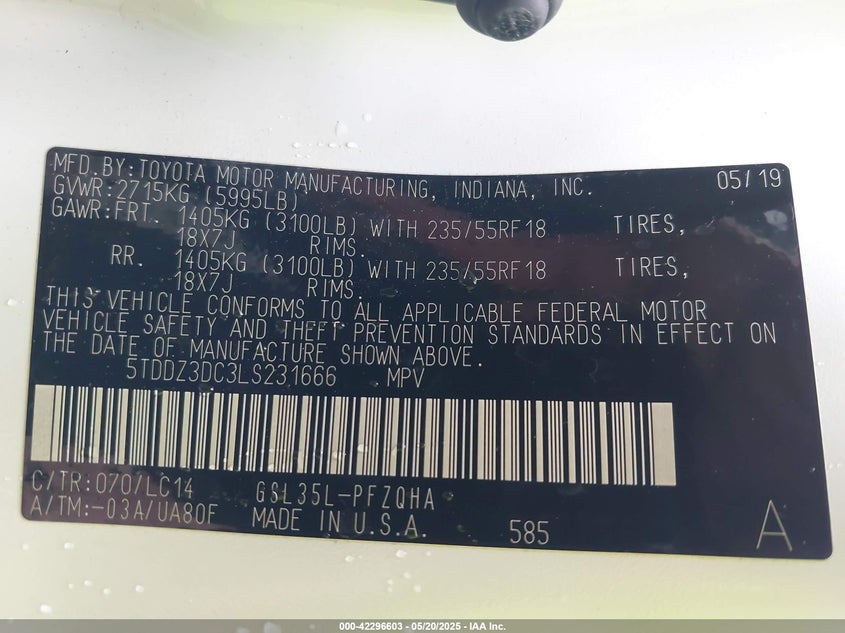 MFD.BY:TOYOTA MOTOR MANUFACTURING, INDIANA, INC. 05/19
GVWR:2715KG (5995LB)
GAWR:FRT. 1405KG (3100LB) WITH 235/55RF18 TIRES,
18X7J RIMS.
RR. 1405KG (3100LB) WITH 235/55RF18 TIRES,
18X7J RIMS.
THIS VEHICLE CONFORMS TO ALL APPLICABLE FEDERAL MOTOR
VEHICLE SAFETY AND THEFT PREVENTION STANDARDS IN EFFECT ON
THE DATE OF MANUFACTURE SHOWN ABOVE.
5TDDZ3DC3LS231666 MPV
C/TR:070/LC14 GSL35L-PFZQHA
A/TM:-03A/UA80F MADE IN U.S.A. 585 A
000-42296603 — 05/20/2025 — IAA Inc.